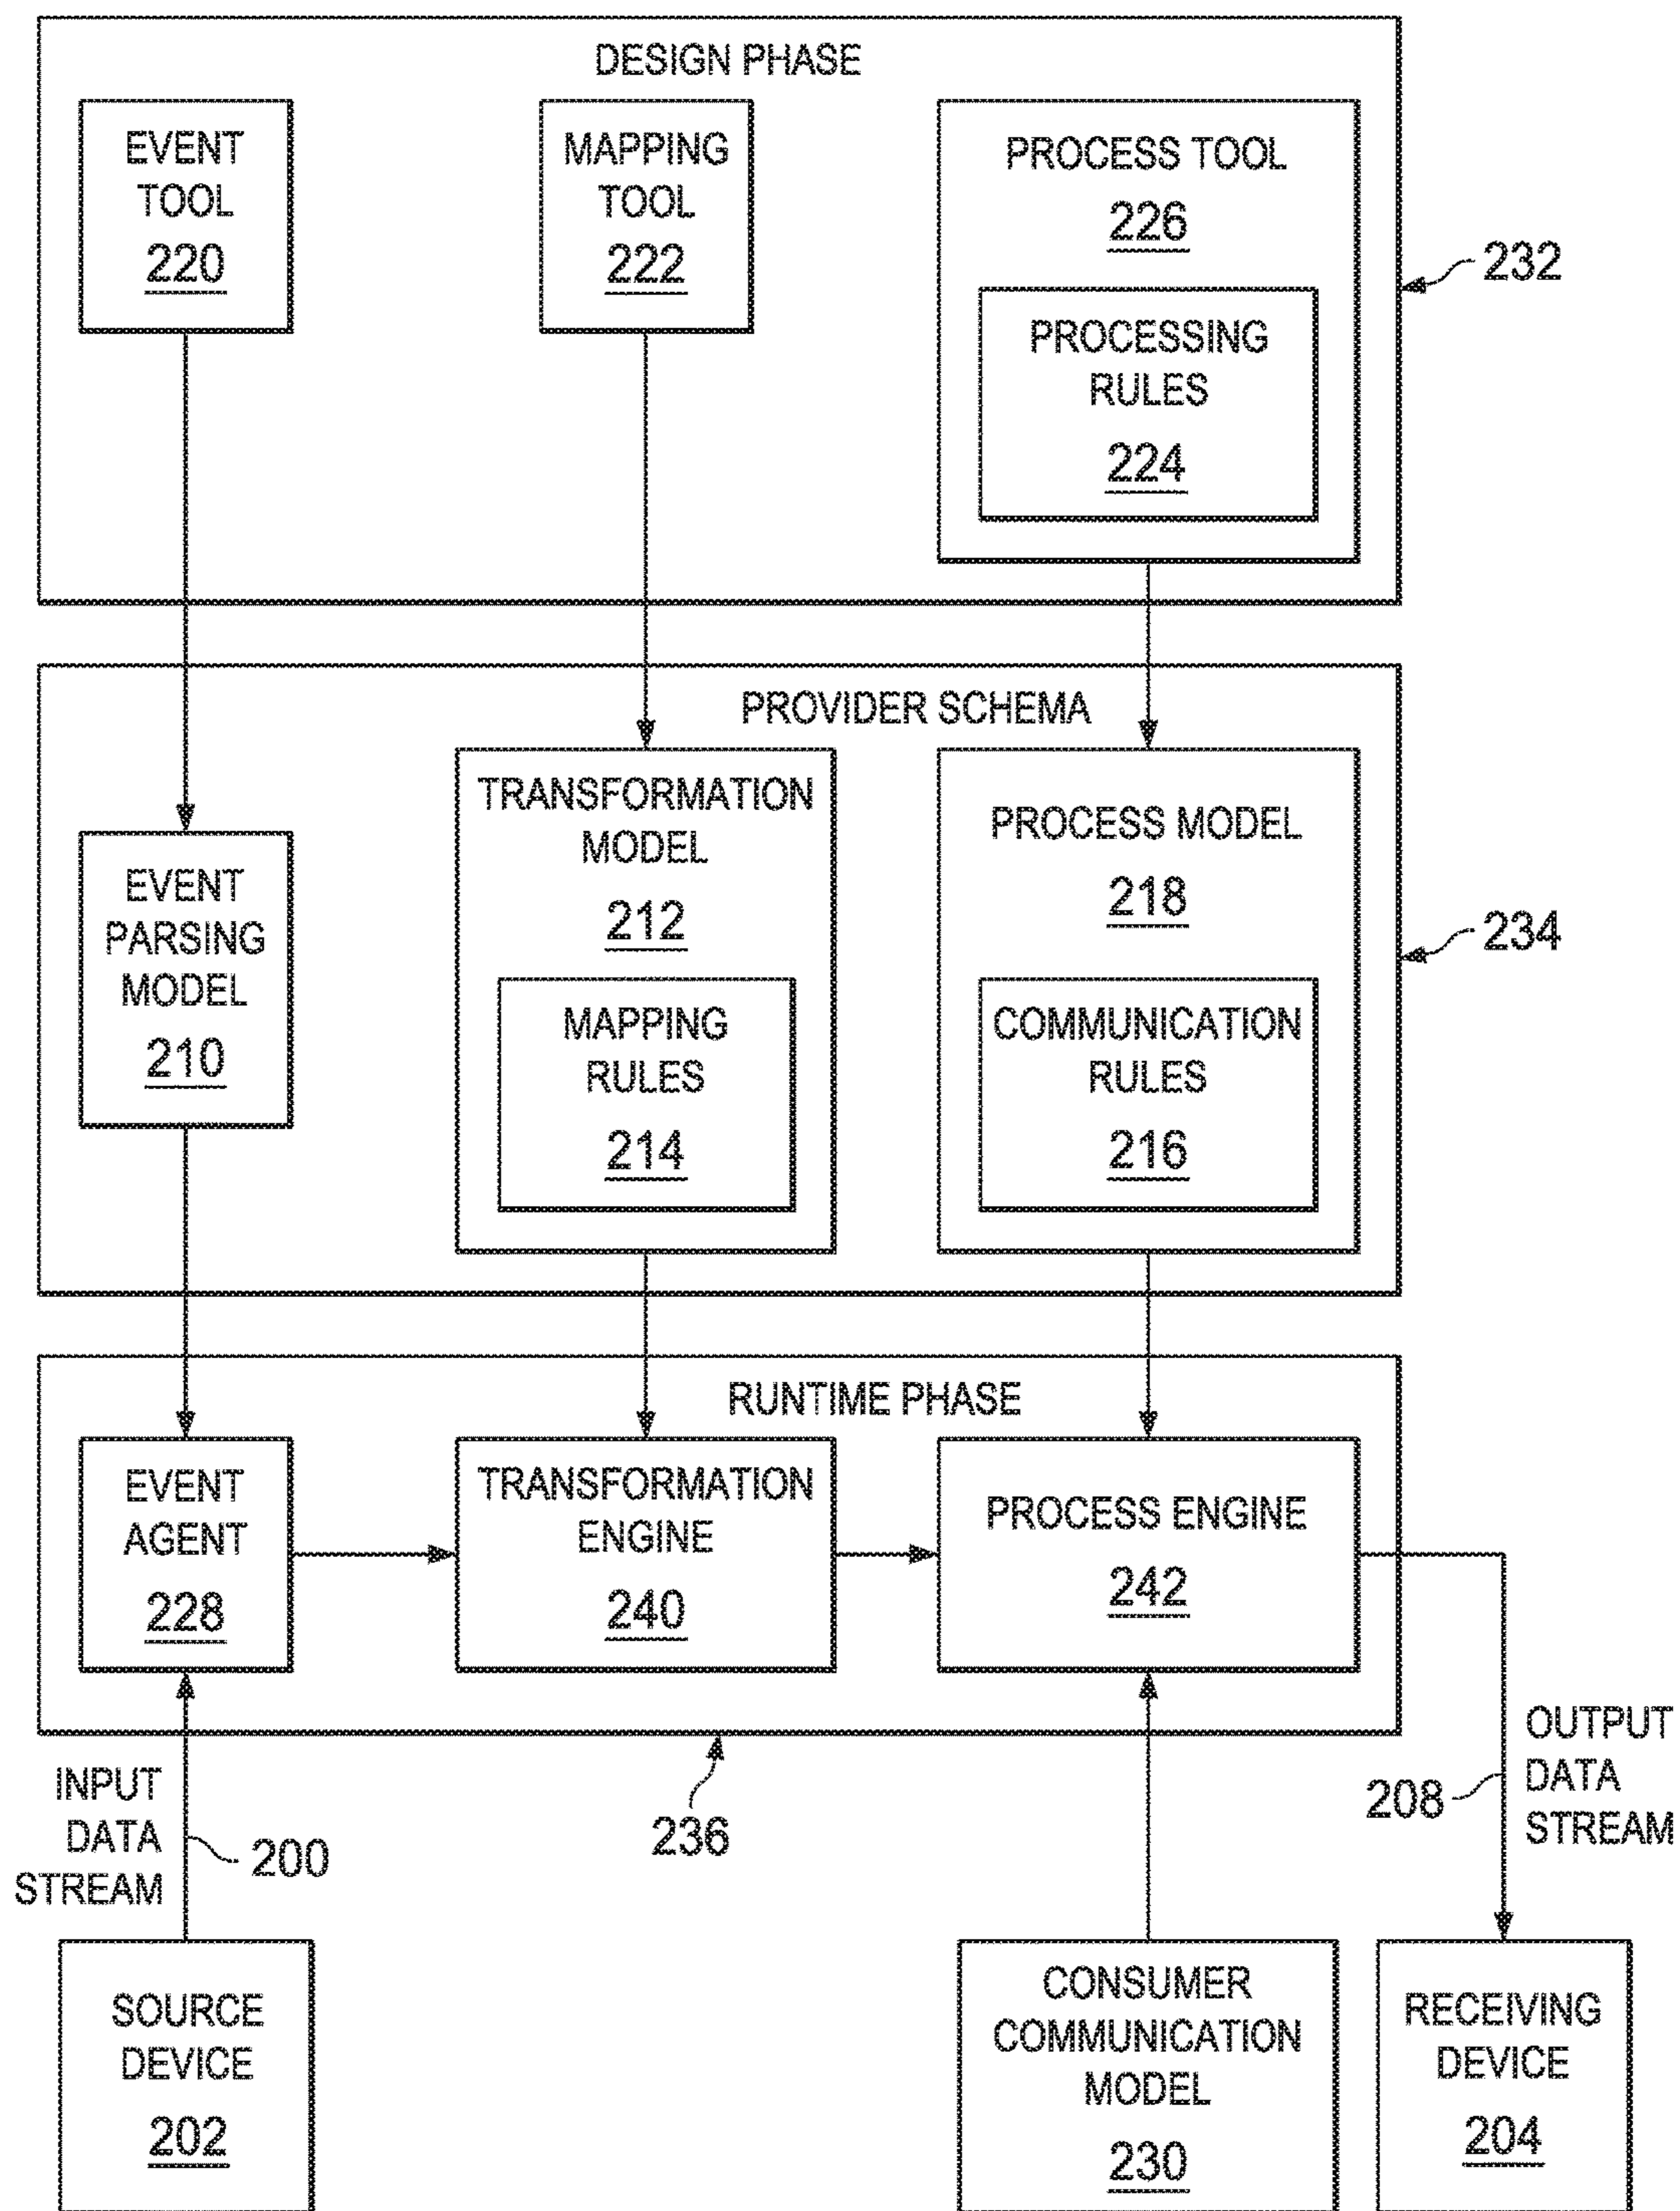 DESIGN PHASE
EVENT
TOOL
220
MAPPING
TOOL
222
PROCESS TOOL
226
PROCESSING
RULES
224
232
PROVIDER SCHEMA
EVENT
PARSING
MODEL
210
TRANSFORMATION
MODEL
212
MAPPING
RULES
214
PROCESS MODEL
218
COMMUNICATION
RULES
216
234
RUNTIME PHASE
EVENT
AGENT
228
TRANSFORMATION
ENGINE
240
PROCESS ENGINE
242
INPUT
DATA
STREAM
200
236
208
OUTPUT
DATA
STREAM
SOURCE
DEVICE
202
CONSUMER
COMMUNICATION
MODEL
230
RECEIVING
DEVICE
204